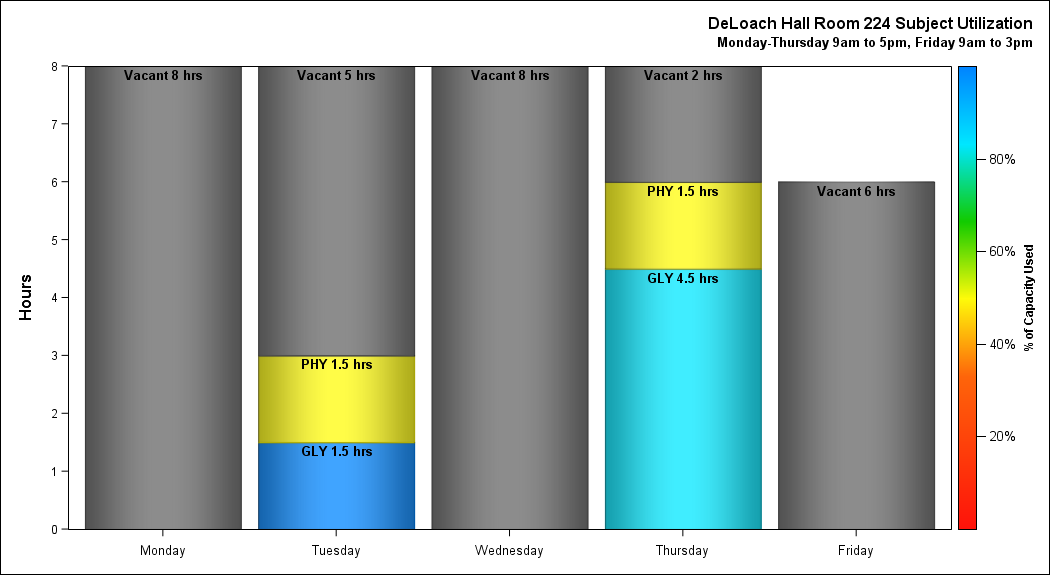 DeLoach Hall Room 224 Subject Utilization
Monday-Thursday 9am to 5pm, Friday 9am to 3pm
Hours
8
7
6
5
4
3
2
1
0
Vacant 8 hrs
Vacant 5 hrs
PHY 1.5 hrs
GLY 1.5 hrs
Vacant 8 hrs
Vacant 2 hrs
PHY 1.5 hrs
GLY 4.5 hrs
Vacant 6 hrs
Monday
Tuesday
Wednesday
Thursday
Friday
80%
60%
40%
20%
% of Capacity Used